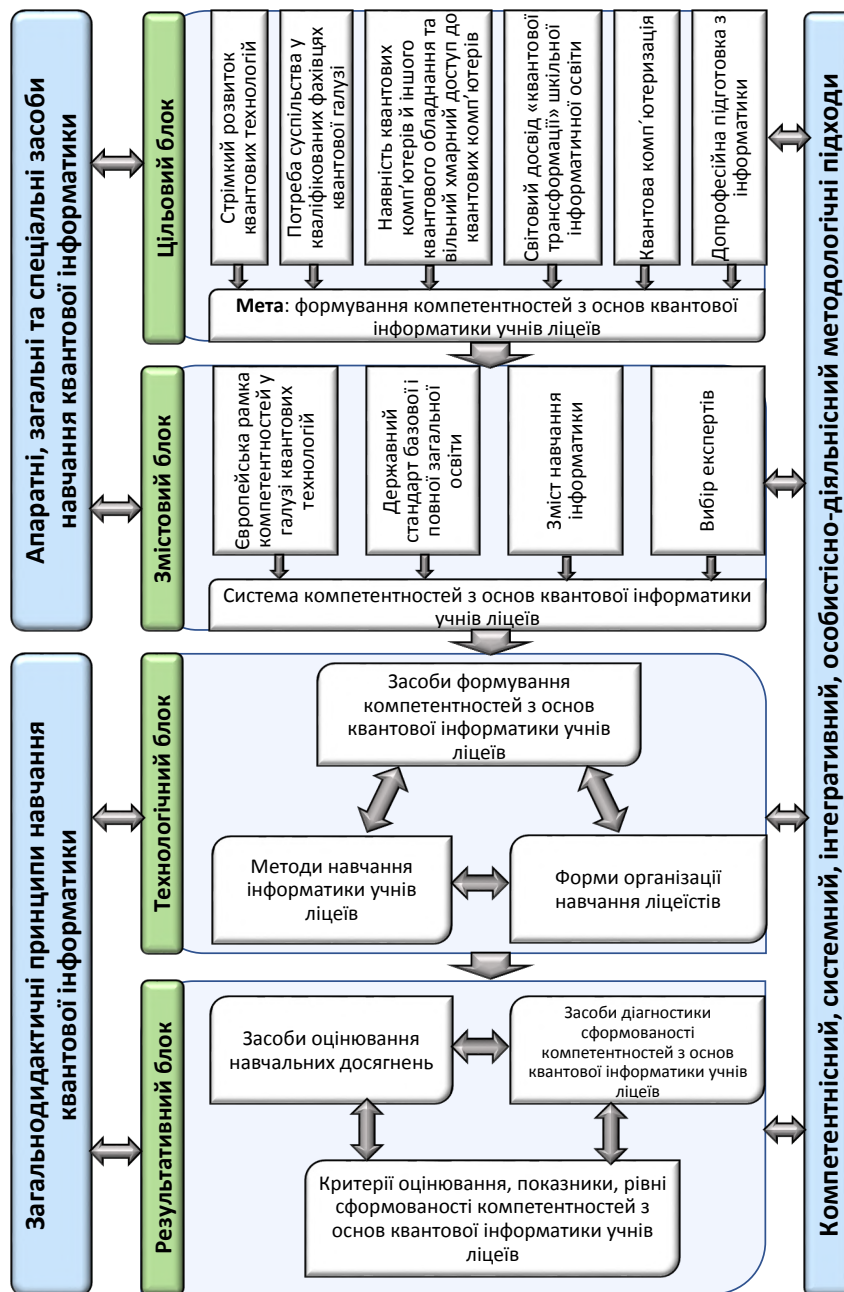 Апаратні, загальні та спеціальні засоби
навчання квантової інформатики
Загальнодидактичні принципи навчання
квантової інформатики
Цільовий блок
Стрімкий розвиток
квантових технологій
Потреба суспільства у
кваліфікованих фахівцях
квантової галузі
Наявність квантових
комп’ютерів й іншого
квантового обладнання та
вільний хмарний доступ до
квантових комп’ютерів
Світовий досвід «квантової
трансформації» шкільної
інформатичної освіти
Квантова комп´ютеризація
Допрофесійна підготовка з
інформатики
Мета: формування компетентностей з основ квантової
інформатики учнів ліцеїв
Змістовий блок
Європейська рамка
компетентностей у
галузі квантових
технологій
Державний
стандарт базової і
повної загальної
освіти
Зміст навчання
інформатики
Вибір експертів
Система компетентностей з основ квантової інформатики
учнів ліцеїв
Технологічний блок
Засоби формування
компетентностей з основ
квантової інформатики учнів
ліцеїв
Методи навчання
інформатики учнів
ліцеїв
Форми організації
навчання ліцеїстів
Результативний блок
Засоби оцінювання
навчальних досягнень
Засоби діагностики
сформованості
компетентностей з основ
квантової інформатики учнів
ліцеїв
Критерії оцінювання, показники, рівні
сформованості компетентностей з
основ квантової інформатики учнів
ліцеїв
Компетентнісний, системний, інтегративний, особистісно-діяльнісний методологічні підходи